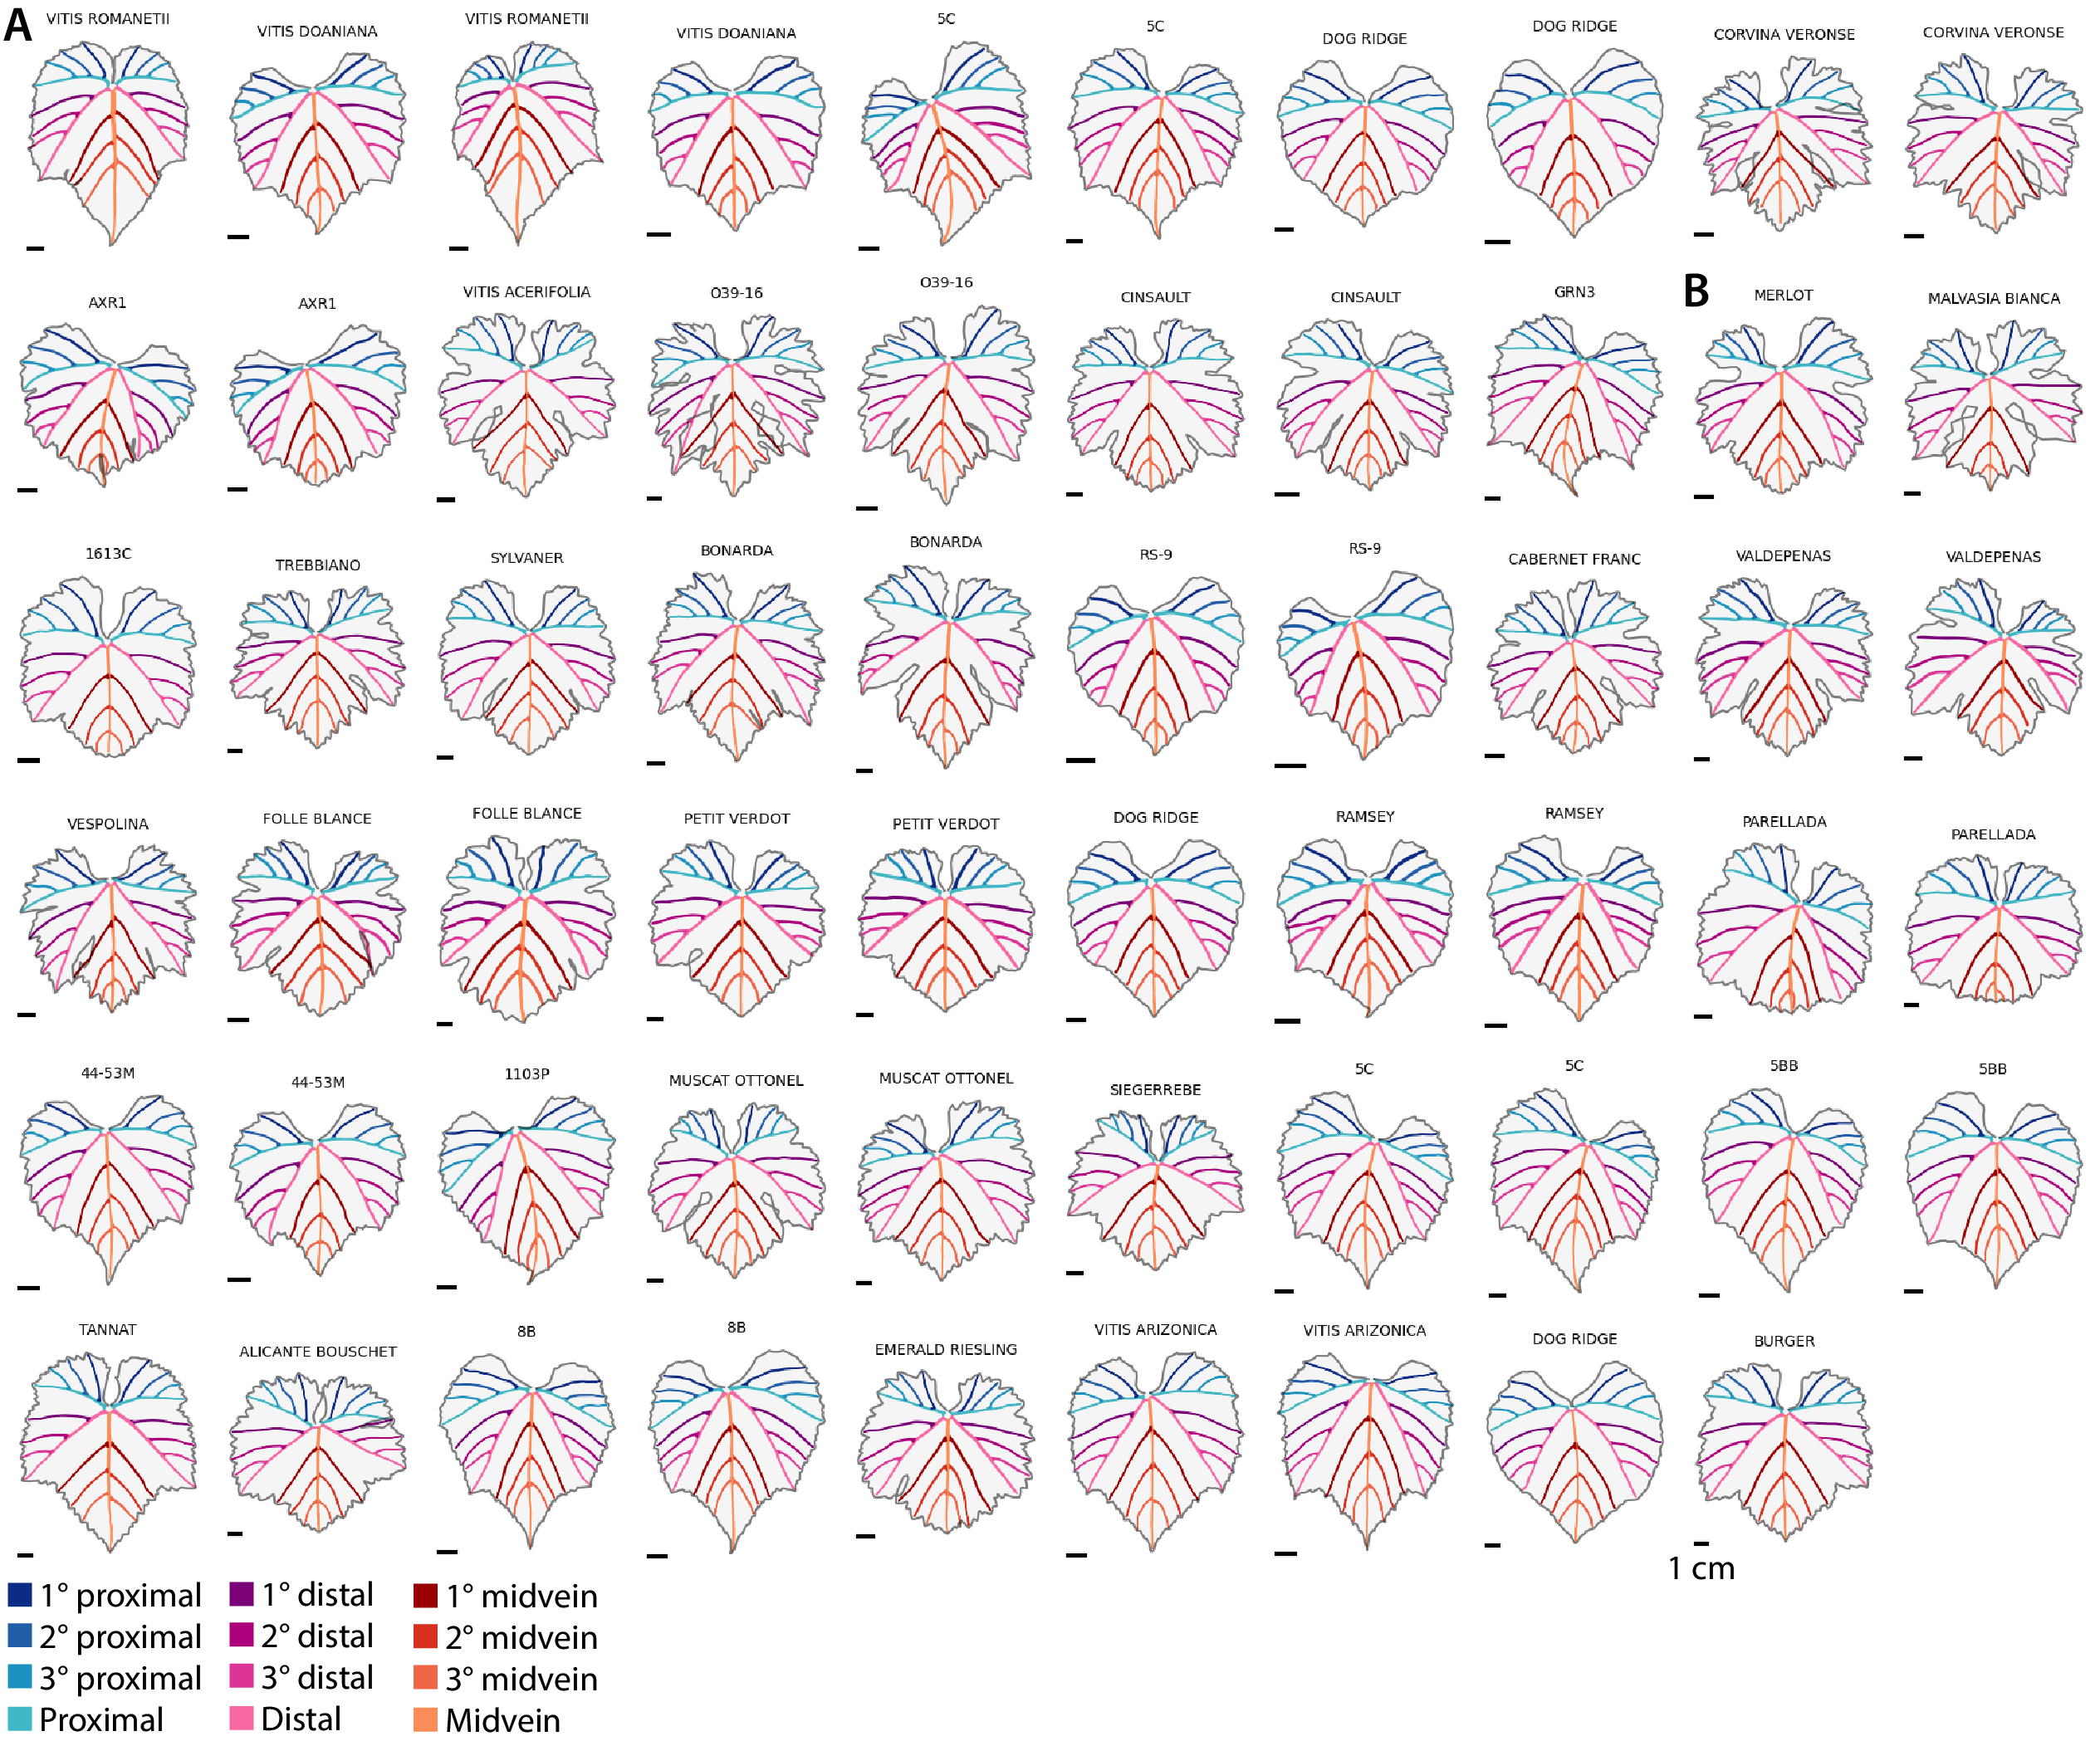 A
VITIS ROMANETII
VITIS DOANIANA
VITIS ROMANETII
VITIS DOANIANA
5C
5C
DOG RIDGE
DOG RIDGE
CORVINA VERONSE
CORVINA VERONSE
AXR1
AXR1
VITIS ACERIFOLIA
O39-16
O39-16
CINSAULT
CINSAULT
GRN3
B
MERLOT
MALVASIA BIANCA
1613C
TREBBIANO
SYLVANER
BONARDA
BONARDA
RS-9
RS-9
CABERNET FRANC
VALDEPENAS
VALDEPENAS
VESPOLINA
FOLLE BLANCE
FOLLE BLANCE
PETIT VERDOT
PETIT VERDOT
DOG RIDGE
RAMSEY
RAMSEY
PARELLADA
PARELLADA
44-53M
44-53M
1103P
MUSCAT OTTONEL
MUSCAT OTTONEL
SIEGERREBE
5C
5C
5BB
5BB
TANNAT
ALICANTE BOUSCHET
8B
8B
EMERALD RIESLING
VITIS ARIZONICA
VITIS ARIZONICA
DOG RIDGE
BURGER
1 cm
1° proximal
2° proximal
3° proximal
Proximal
1° distal
2° distal
3° distal
Distal
1° midvein
2° midvein
3° midvein
Midvein